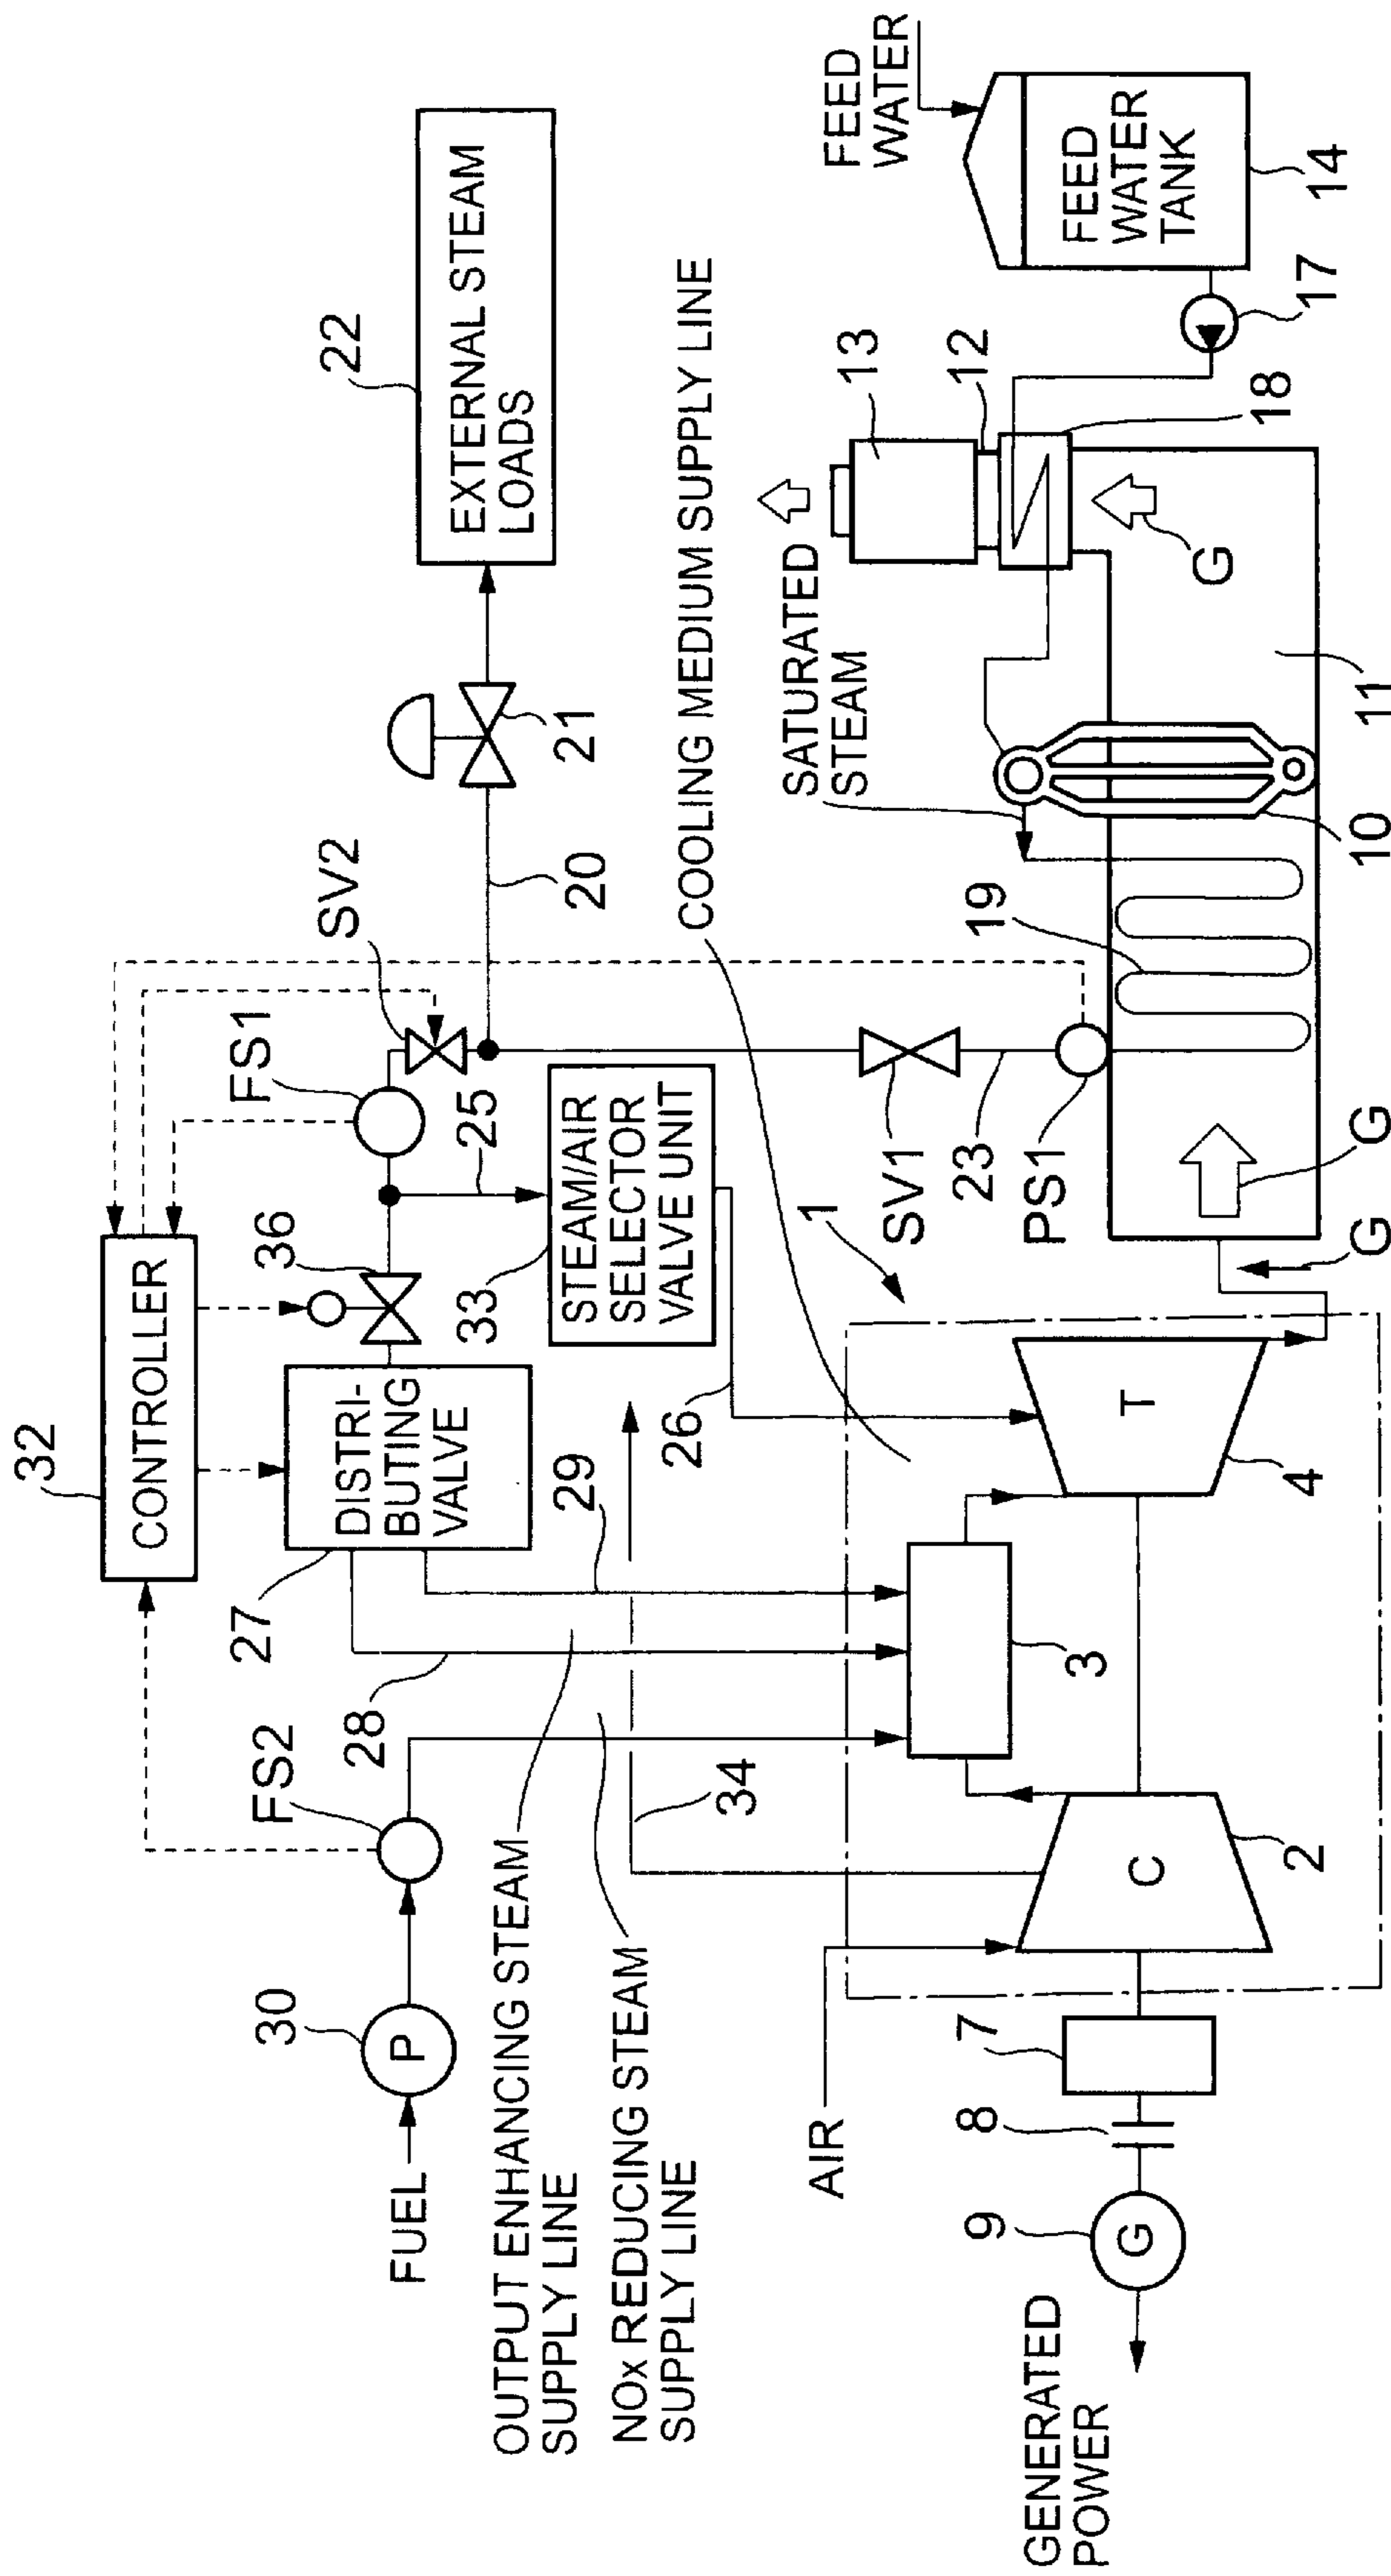 32
CONTROLLER
FS1
SV2
22
EXTERNAL STEAM
LOADS
21
20
36
25
27
DISTRI-
BUTING
VALVE
33
STEAM/AIR
SELECTOR
VALVE UNIT
FS2
30
P
FUEL
28
29
26
34
OUTPUT ENHANCING STEAM
SUPPLY LINE
NOx REDUCING STEAM
SUPPLY LINE
COOLING MEDIUM SUPPLY LINE
SATURATED
STEAM
FEED
WATER
FEED
WATER
TANK
14
17
13
12
18
G
11
10
19
SV1
23
PS1
G
G
1
AIR
3
T
4
C
2
7
8
9
G
GENERATED
POWER